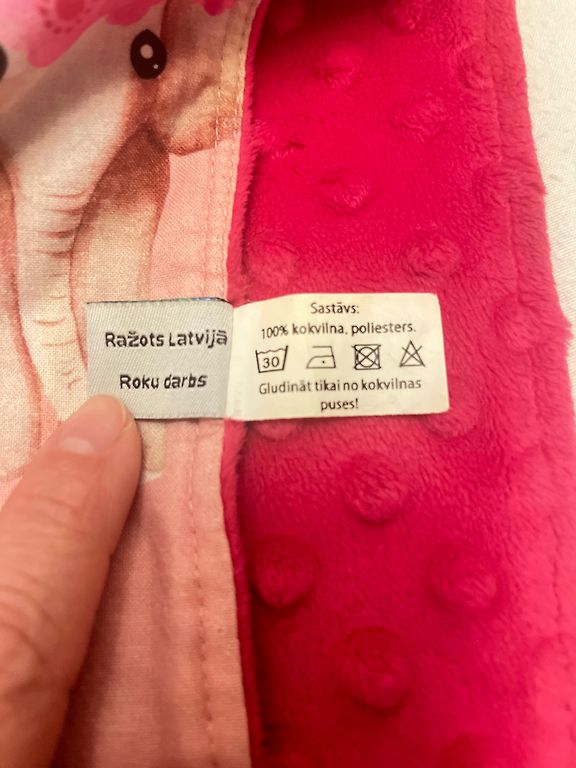 Ražots Latvijā
Roku darbs
Sastāvs:
100% kokvilna, poliesters.
30
Gludināt tikai no kokvilnas
puses!